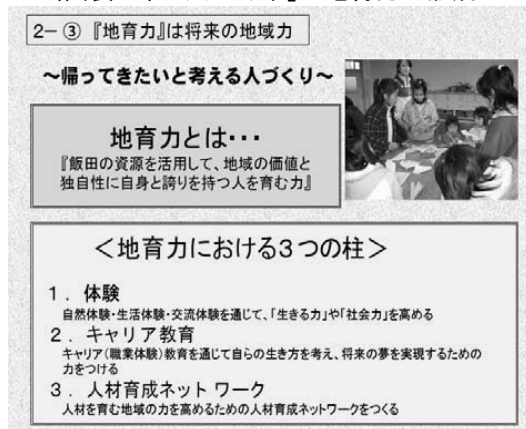 2－③『地育力』は将来の地域力
～帰ってきたいと考える人づくり～
地育力とは・・・
『飯田の資源を活用して、地域の価値と
独自性に自身と誇りを持つ人を育む力』
＜地育力における３つの柱＞
１．体験
自然体験・生活体験・交流体験を通じて、「生きる力」や「社会力」を高める
２．キャリア教育
キャリア（職業体験）教育を通じて自らの生き方を考え、将来の夢を実現するための
力をつける
３．人材育成ネットワーク
人材を育む地域の力を高めるための人材育成ネットワークをつくる